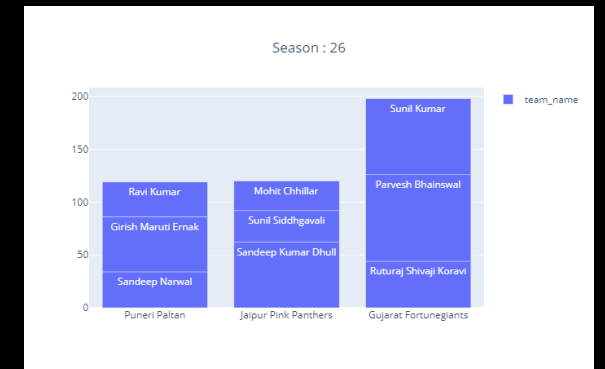 Season : 26
200
150
100
50
0
Ravi Kumar
Girish Maruti Ernak
Sandeep Narwal
Mohit Chhillar
Sunil Siddhgavali
Sandeep Kumar Dhull
Sunil Kumar
Parvesh Bhainswal
Ruturaj Shivaji Koravi
Puneri Paltan
Jaipur Pink Panthers
Gujarat Fortunegiants
team_name